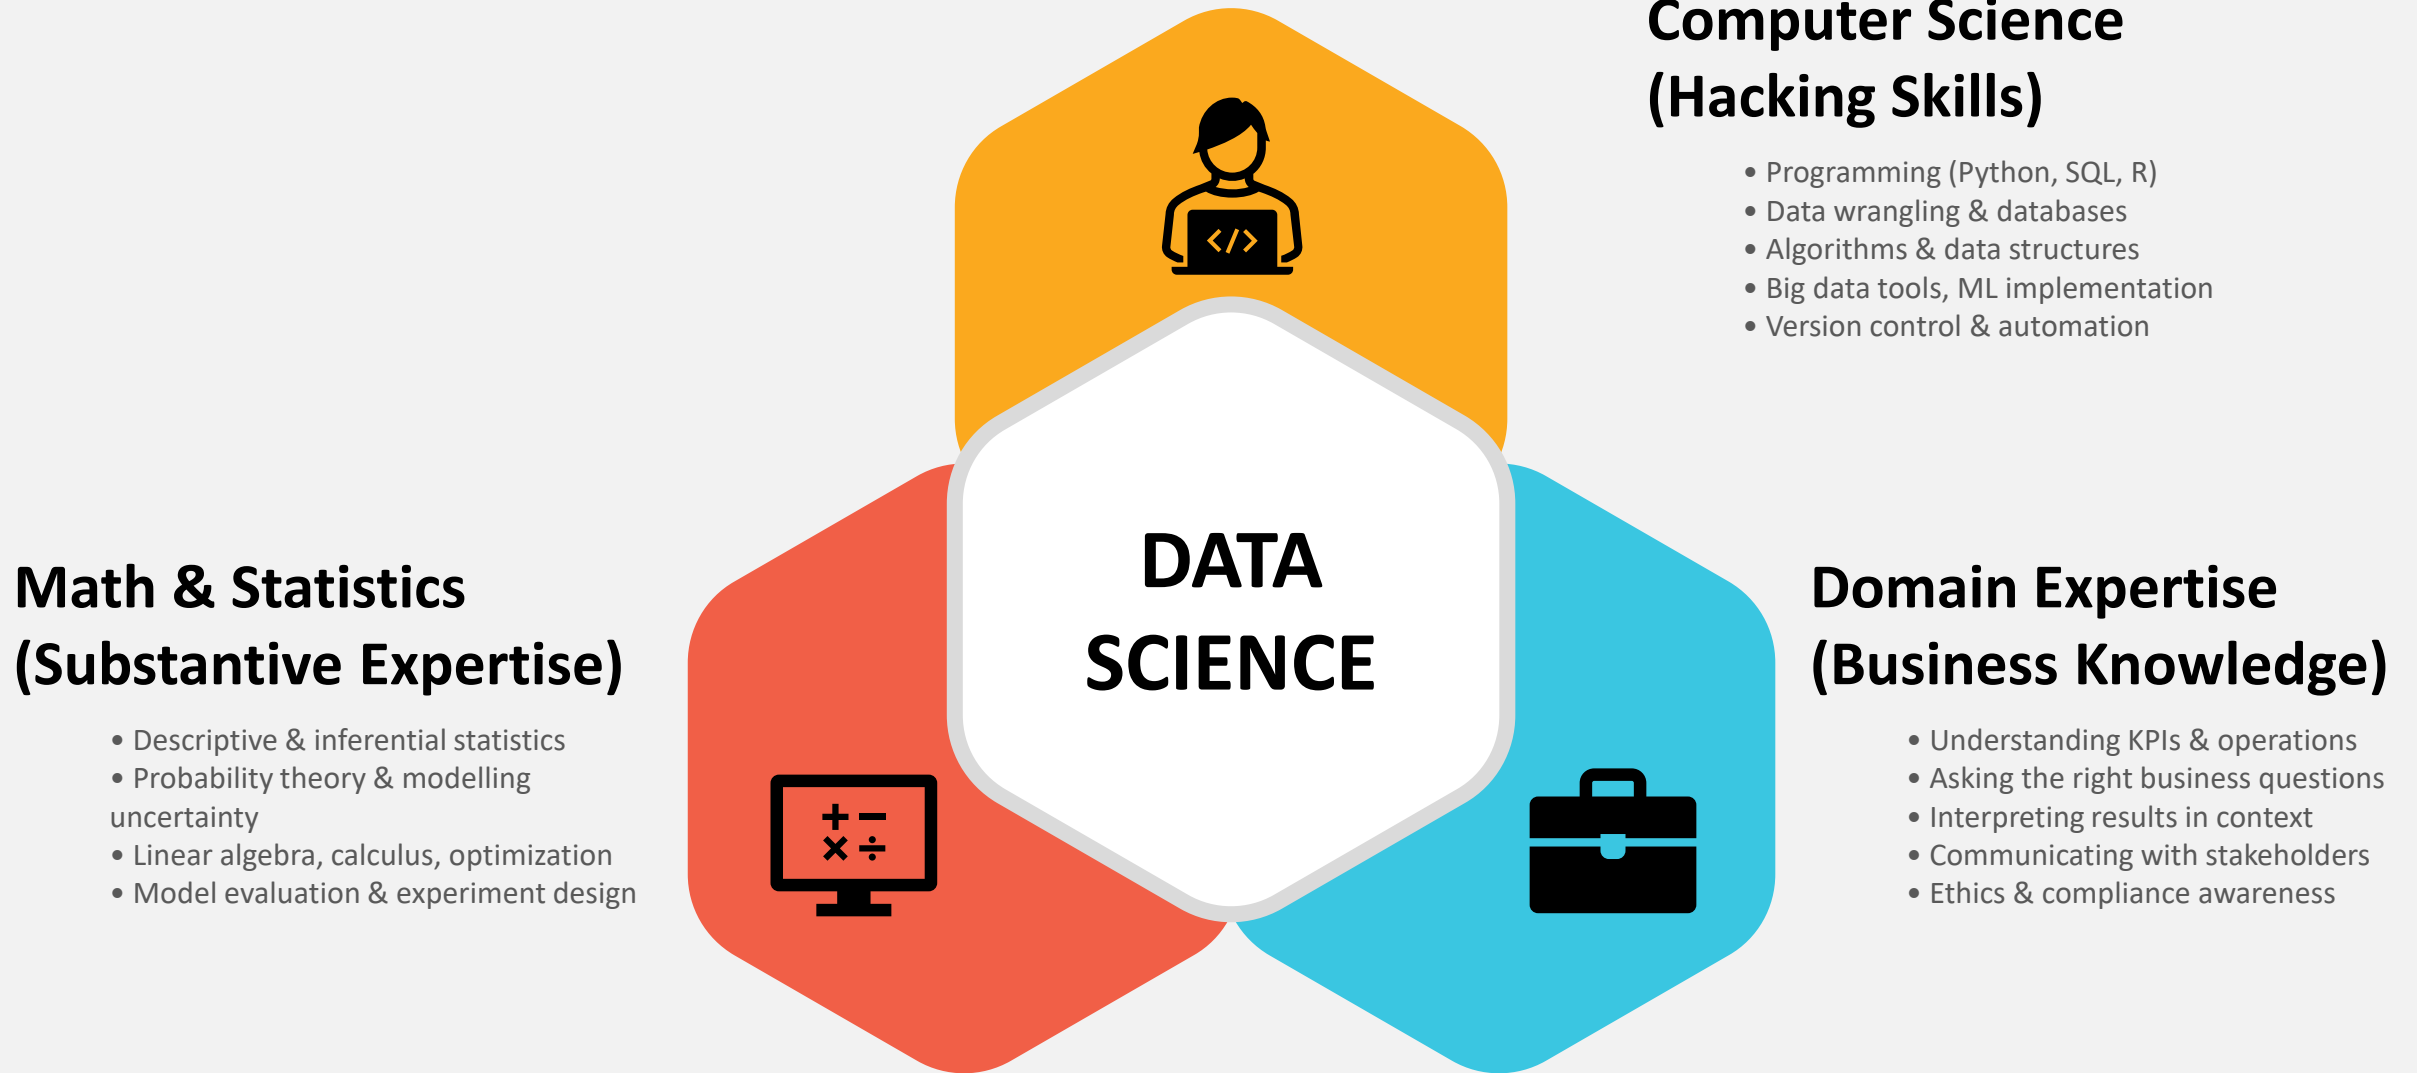 Computer Science
(Hacking Skills)
• Programming (Python, SQL, R)
• Data wrangling & databases
• Algorithms & data structures
• Big data tools, ML implementation
• Version control & automation
</>
DATA
SCIENCE
Math & Statistics
(Substantive Expertise)
• Descriptive & inferential statistics
• Probability theory & modelling
uncertainty
• Linear algebra, calculus, optimization
• Model evaluation & experiment design
+ −
× ÷
Domain Expertise
(Business Knowledge)
• Understanding KPIs & operations
• Asking the right business questions
• Interpreting results in context
• Communicating with stakeholders
• Ethics & compliance awareness